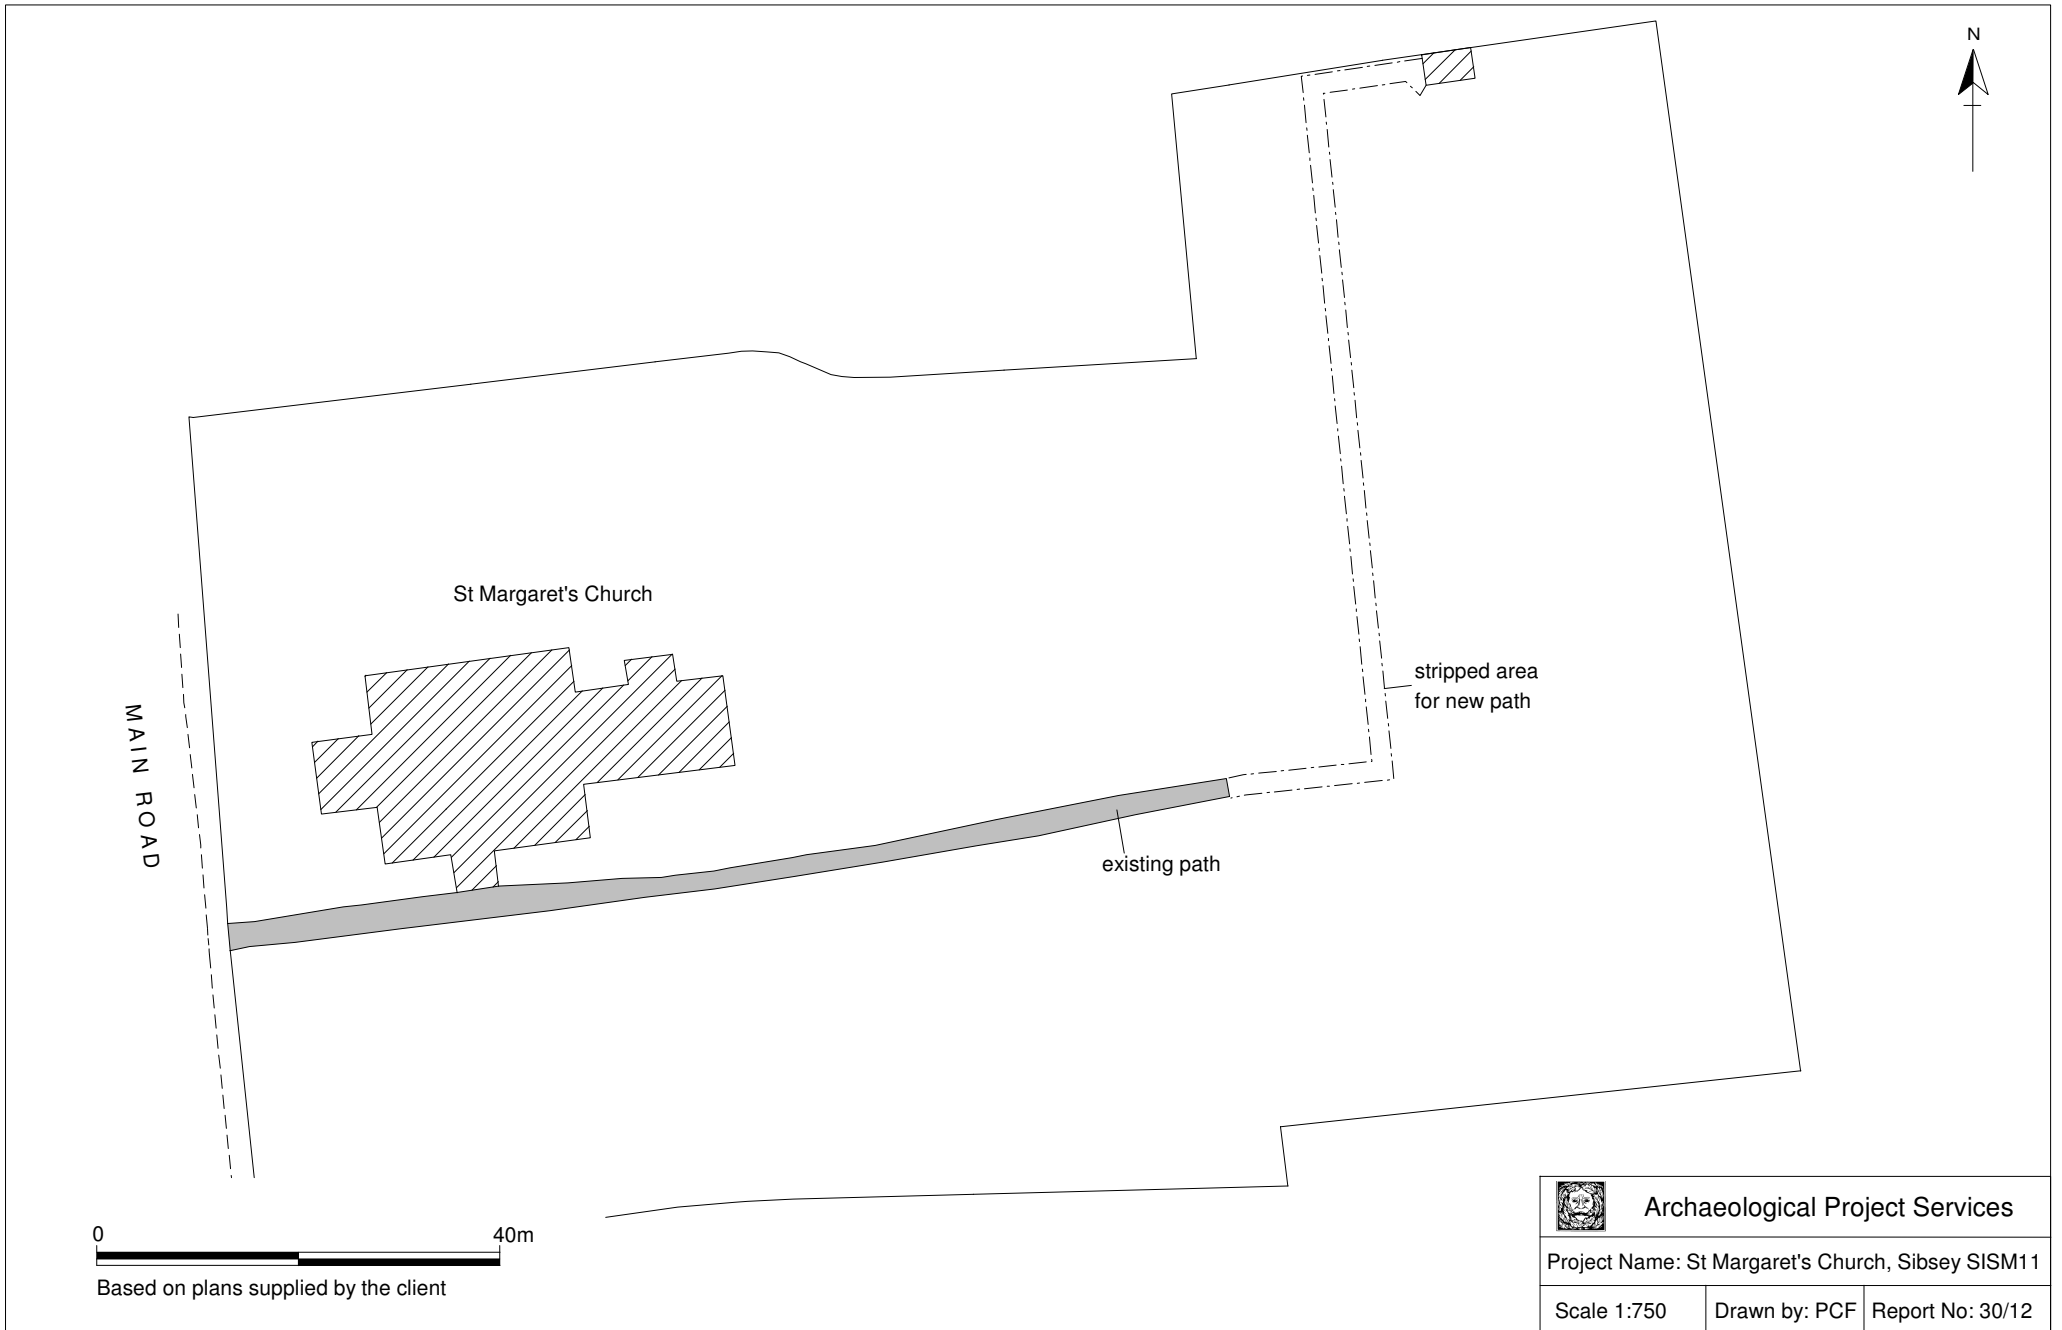 N
St Margaret's Church
stripped area
for new path
MAIN ROAD
existing path
0 40m
Based on plans supplied by the client
Archaeological Project Services
Project Name: St Margaret's Church, Sibsey SISM11
Scale 1:750 Drawn by: PCF Report No: 30/12